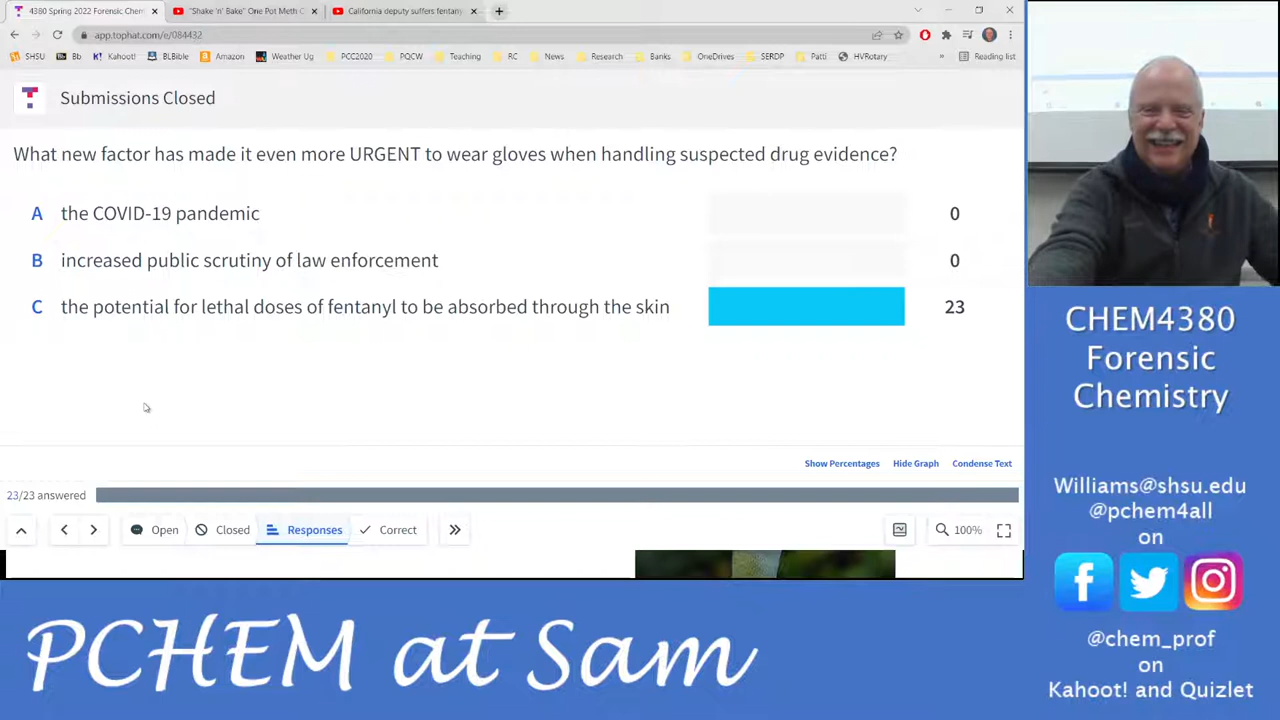 4380 Spring 2022 Forensic Chem
"Shake 'n' Bake" One Pot Meth C
California deputy suffers fentany
app.tophat.com/e/084432
SHSU
Bb
Kahoot!
BLBible
Amazon
Weather Ug
PCC2020
PQCW
Teaching
RC
News
Research
Banks
OneDrives
SERDP
Patti
HVRotary
»
Reading list
Submissions Closed
What new factor has made it even more URGENT to wear gloves when handling suspected drug evidence?
A the COVID-19 pandemic 0
B increased public scrutiny of law enforcement 0
C the potential for lethal doses of fentanyl to be absorbed through the skin 23
Show Percentages Hide Graph Condense Text
23/23 answered
Open Closed Responses Correct 100%
CHEM4380
Forensic
Chemistry
Williams@shsu.edu
@pchem4all
on
@chem_prof
on
Kahoot! and Quizlet
PCHEM at Sam